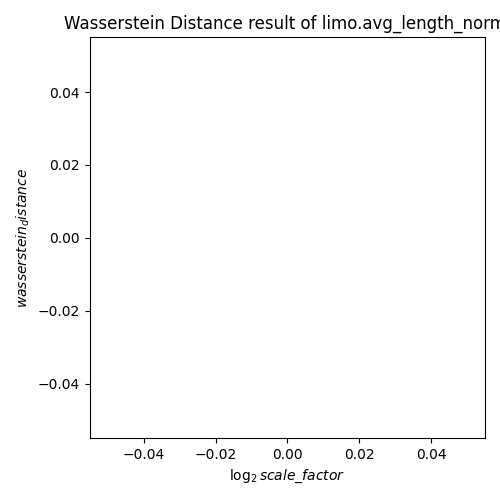 Wasserstein Distance result of limo.avg_length_norm
0.04
0.02
0.00
−0.02
−0.04
wasserstein_distance
−0.04 −0.02 0.00 0.02 0.04
log₂ scale_factor